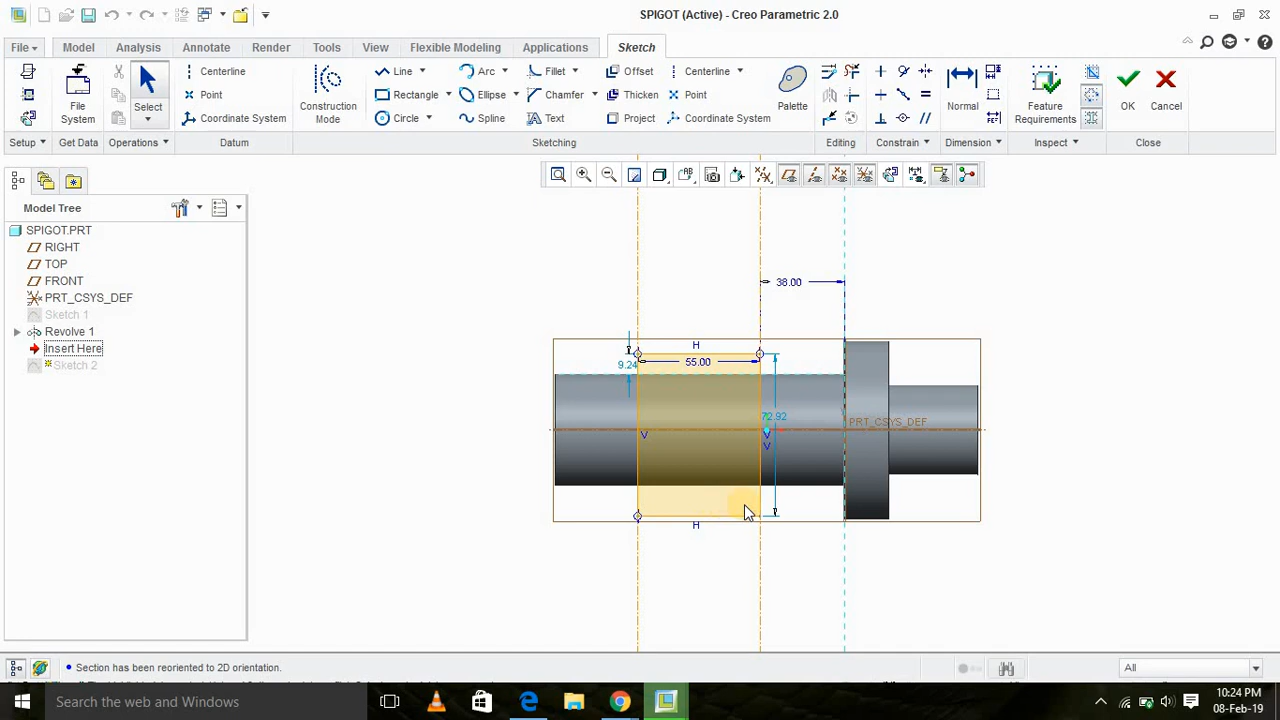 SPIGOT (Active) - Creo Parametric 2.0
File Model Analysis Annotate Render Tools View Flexible Modeling Applications Sketch
Centerline Line Arc Fillet Offset Centerline
Point Rectangle Ellipse Chamfer Thicken Point
File System Select Coordinate System Construction Mode Circle Spline Text Project Coordinate System Palette Normal Feature Requirements OK Cancel
Setup Get Data Operations Datum Sketching Editing Constrain Dimension Inspect Close
Model Tree
SPIGOT.PRT
RIGHT
TOP
FRONT
PRT_CSYS_DEF
Sketch 1
Revolve 1
Insert Here
Sketch 2
38.00
H
9.24
55.00
72.92
PRT_CSYS_DEF
V
V
V
H
Section has been reoriented to 2D orientation.
All
Search the web and Windows
10:24 PM
08-Feb-19